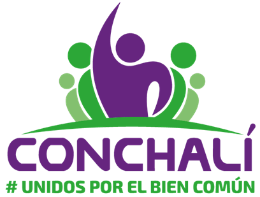 CONCHALÍ
# UNIDOS POR EL BIEN COMÚN